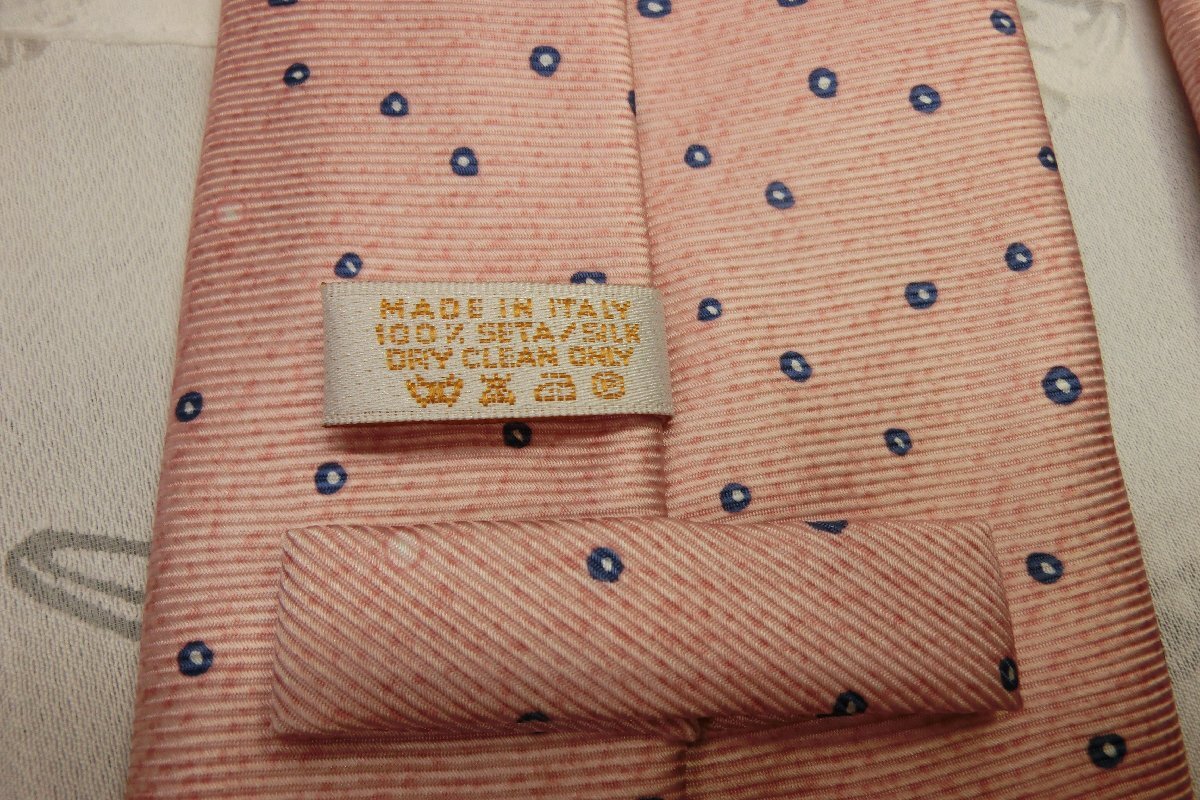 MADE IN ITALY
100% SETA/SILK
DRY CLEAN ONLY